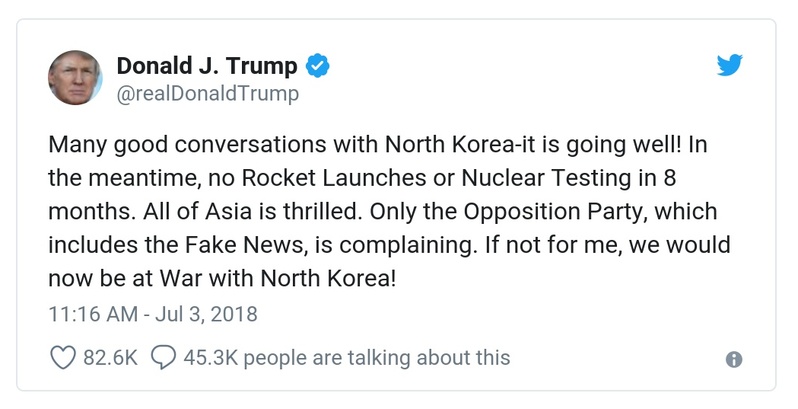 Donald J. Trump
@realDonaldTrump
Many good conversations with North Korea-it is going well! In
the meantime, no Rocket Launches or Nuclear Testing in 8
months. All of Asia is thrilled. Only the Opposition Party, which
includes the Fake News, is complaining. If not for me, we would
now be at War with North Korea!
11:16 AM - Jul 3, 2018
82.6K 45.3K people are talking about this